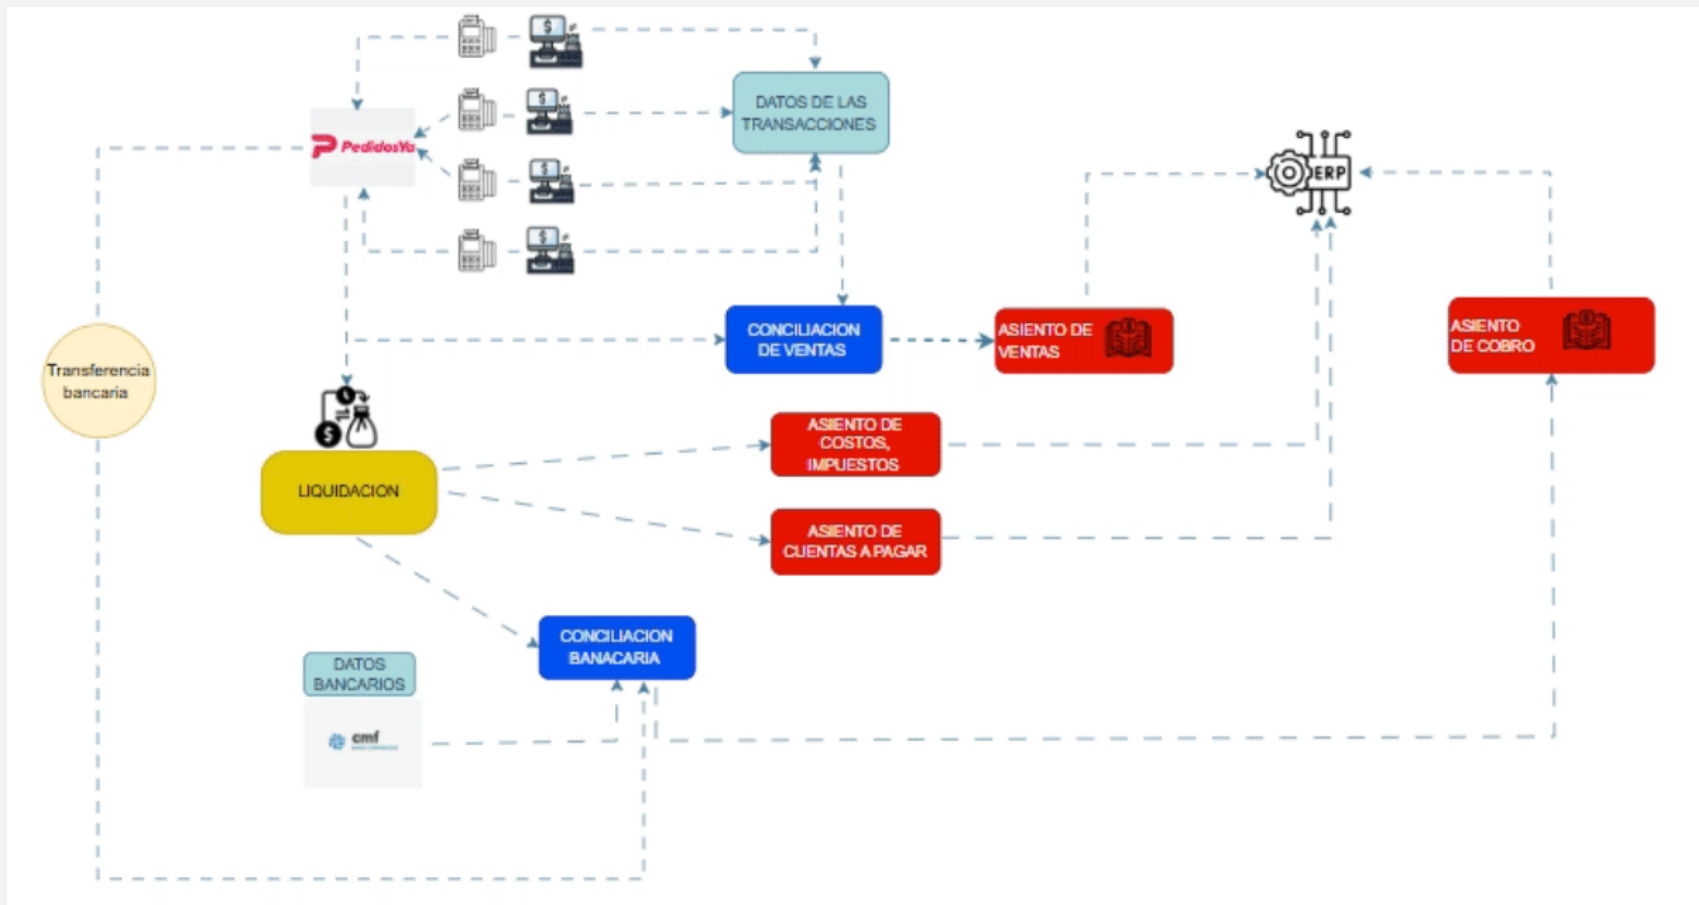 DATOS DE LAS
TRANSACCIONES
PedidosYa
ERP
CONCILIACION
DE VENTAS
ASIENTO DE
VENTAS
ASIENTO
DE COBRO
Transferencia
bancaria
ASIENTO DE
COSTOS,
IMPUESTOS
LIQUIDACION
ASIENTO DE
CUENTAS A PAGAR
CONCILIACION
BANACARIA
DATOS
BANCARIOS
cmf